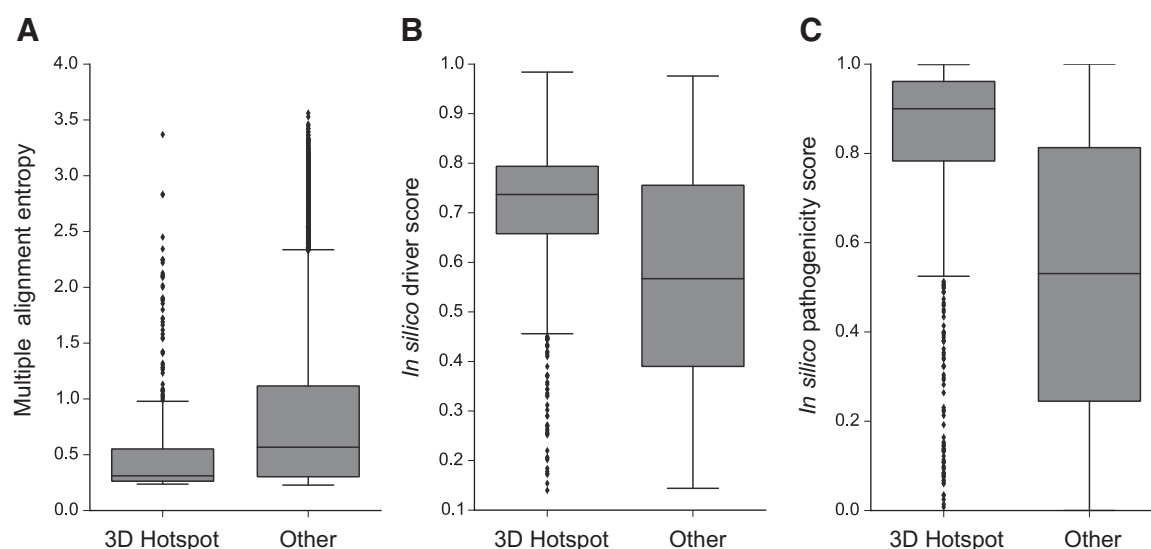 A
Multiple alignment entropy
4.0
3.5
3.0
2.5
2.0
1.5
1.0
0.5
0.0
3D Hotspot
Other
B
In silico driver score
1.0
0.9
0.8
0.7
0.6
0.5
0.4
0.3
0.2
0.1
3D Hotspot
Other
C
In silico pathogenicity score
1.0
0.8
0.6
0.4
0.2
0.0
3D Hotspot
Other